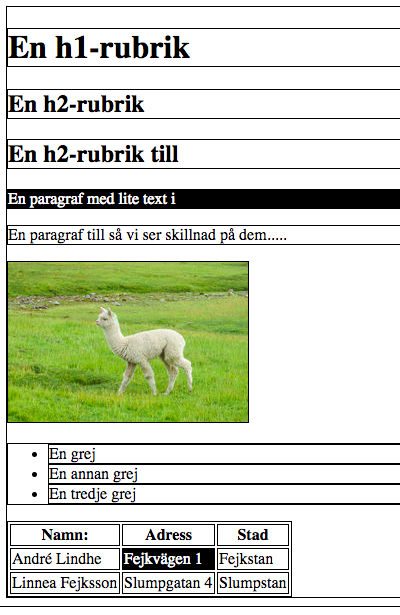 En h1-rubrik
En h2-rubrik
En h2-rubrik till
En paragraf med lite text i
En paragraf till så vi ser skillnad på dem.....
En grej
En annan grej
En tredje grej
Namn: Adress Stad
André Lindhe Fejkvägen 1 Fejkstan
Linnea Fejksson Slumpgatan 4 Slumpstan